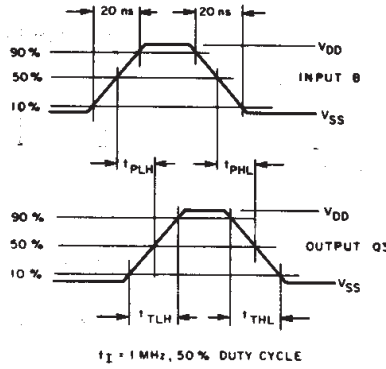 20 ns 20 ns
90 % VDD
50 % INPUT B
10 % VSS
tPLH tPHL
90 % VDD
50 % OUTPUT Q3
10 % VSS
tTLH tTHL
tI = 1 MHz, 50 % DUTY CYCLE